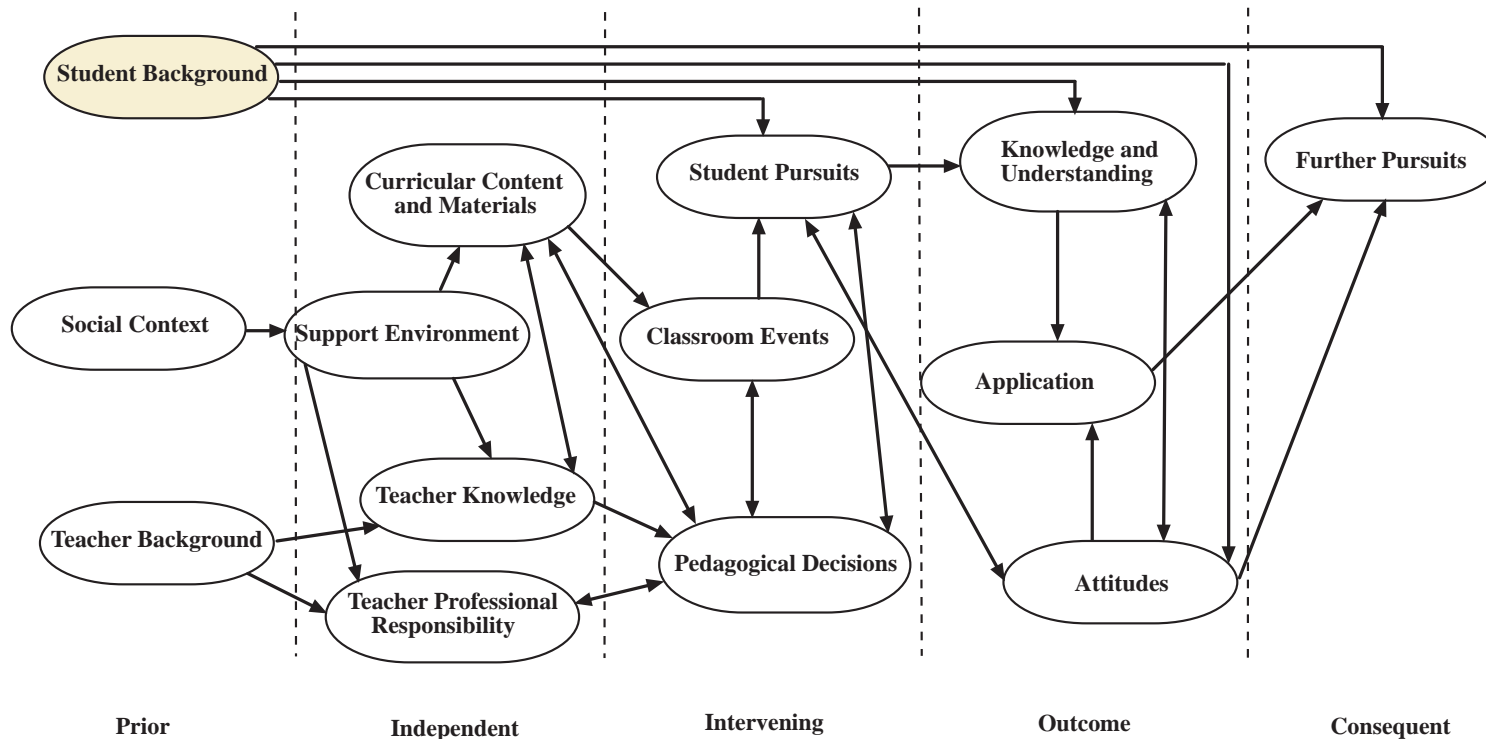 Student Background
Curricular Content
and Materials
Student Pursuits
Knowledge and
Understanding
Further Pursuits
Social Context
Support Environment
Classroom Events
Application
Teacher Background
Teacher Knowledge
Teacher Professional
Responsibility
Pedagogical Decisions
Attitudes
Prior
Independent
Intervening
Outcome
Consequent